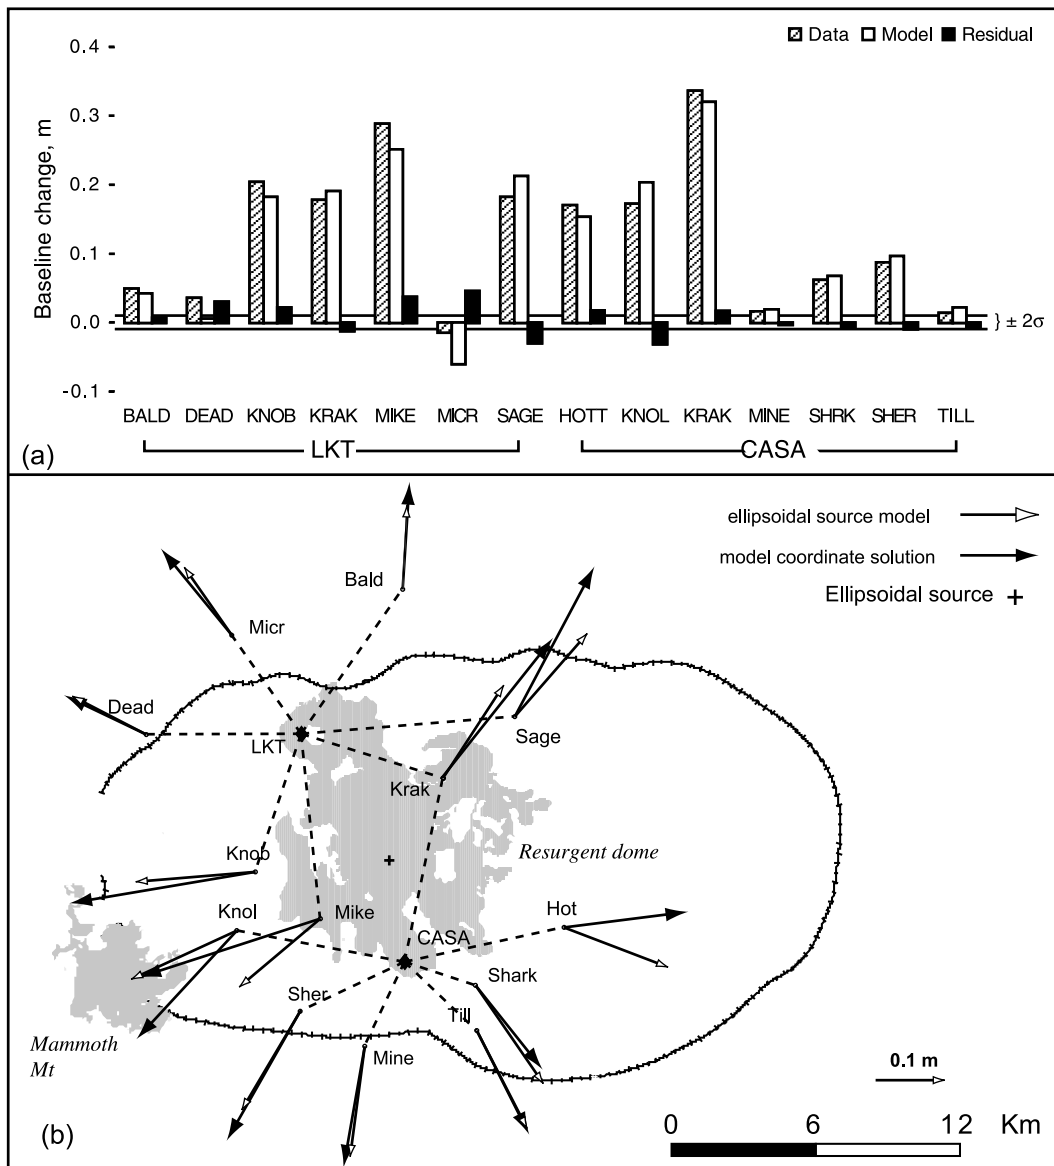 0.4
Data Model Residual
0.3
0.2
0.1
0.0
-0.1
Baseline change, m
} ± 2σ
BALD DEAD KNOB KRAK MIKE MICR SAGE HOTT KNOL KRAK MINE SHRK SHER TILL
(a) LKT CASA
ellipsoidal source model
model coordinate solution
Ellipsoidal source +
Bald
Micr
Dead
LKT
Sage
Krak
Knob
Resurgent dome
Knol
Mike
Hot
CASA
Shark
Sher
Till
Mammoth
Mt
Mine
0.1 m
0 6 12 Km
(b)